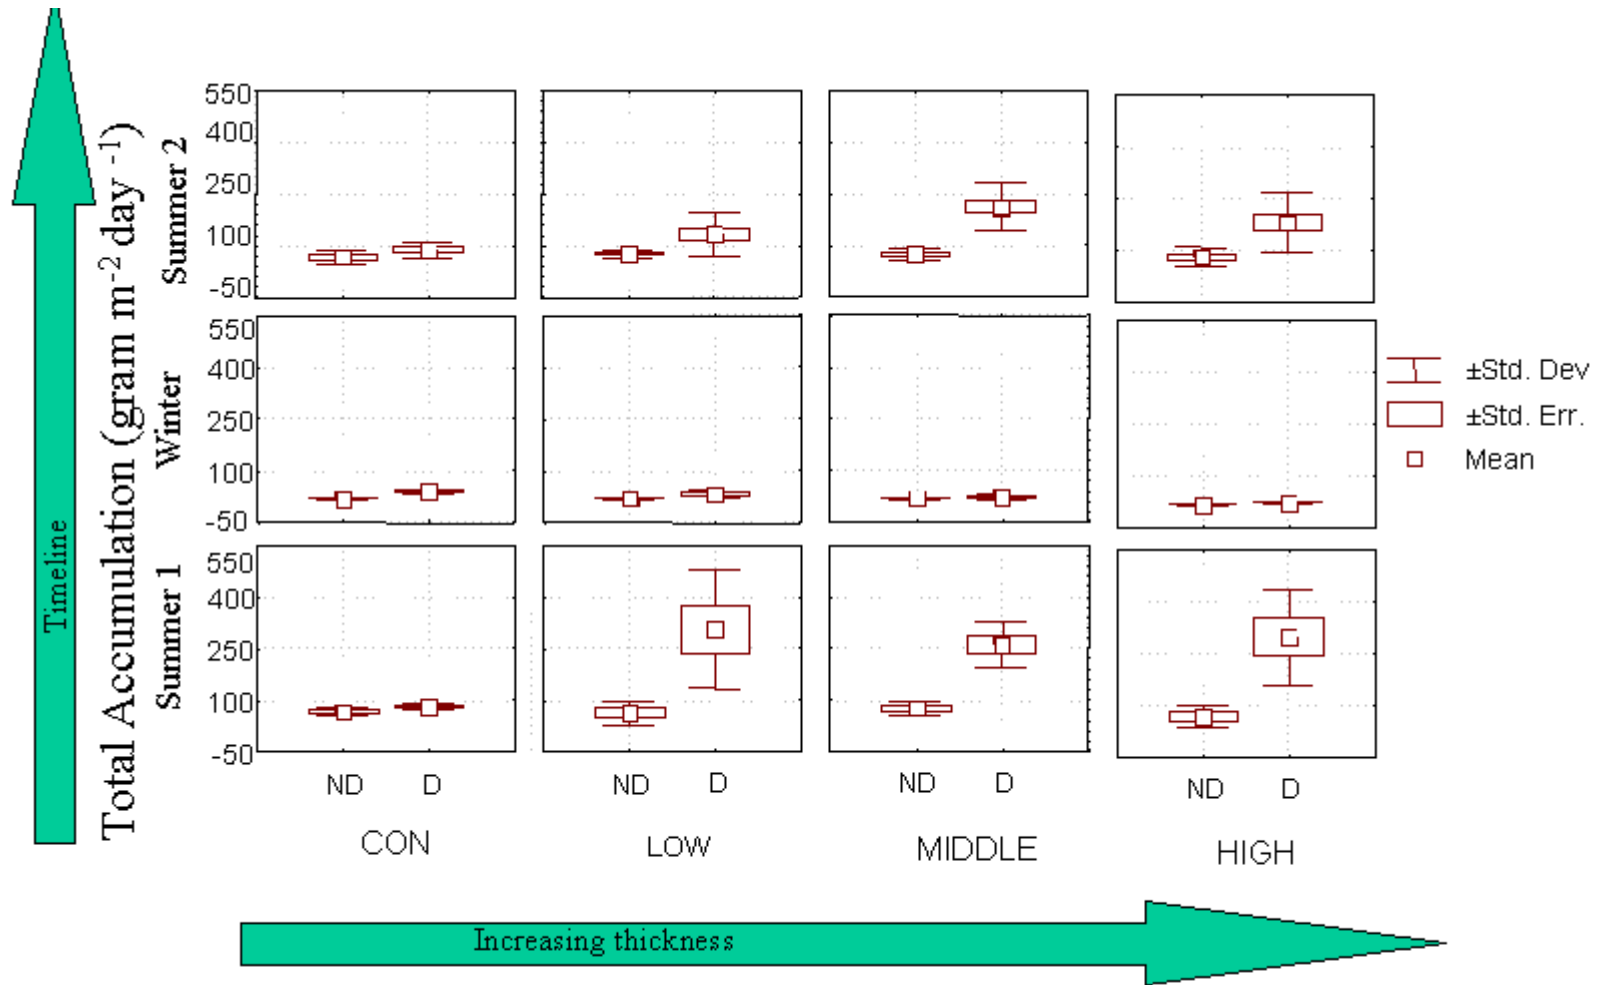 Timeline
Total Accumulation (gram m-2 day -1)
Summer 2
550
400
250
100
-50
Winter
550
400
250
100
-50
Summer 1
550
400
250
100
-50
ND D ND D ND D ND D
CON LOW MIDDLE HIGH
±Std. Dev
±Std. Err.
Mean
Increasing thickness